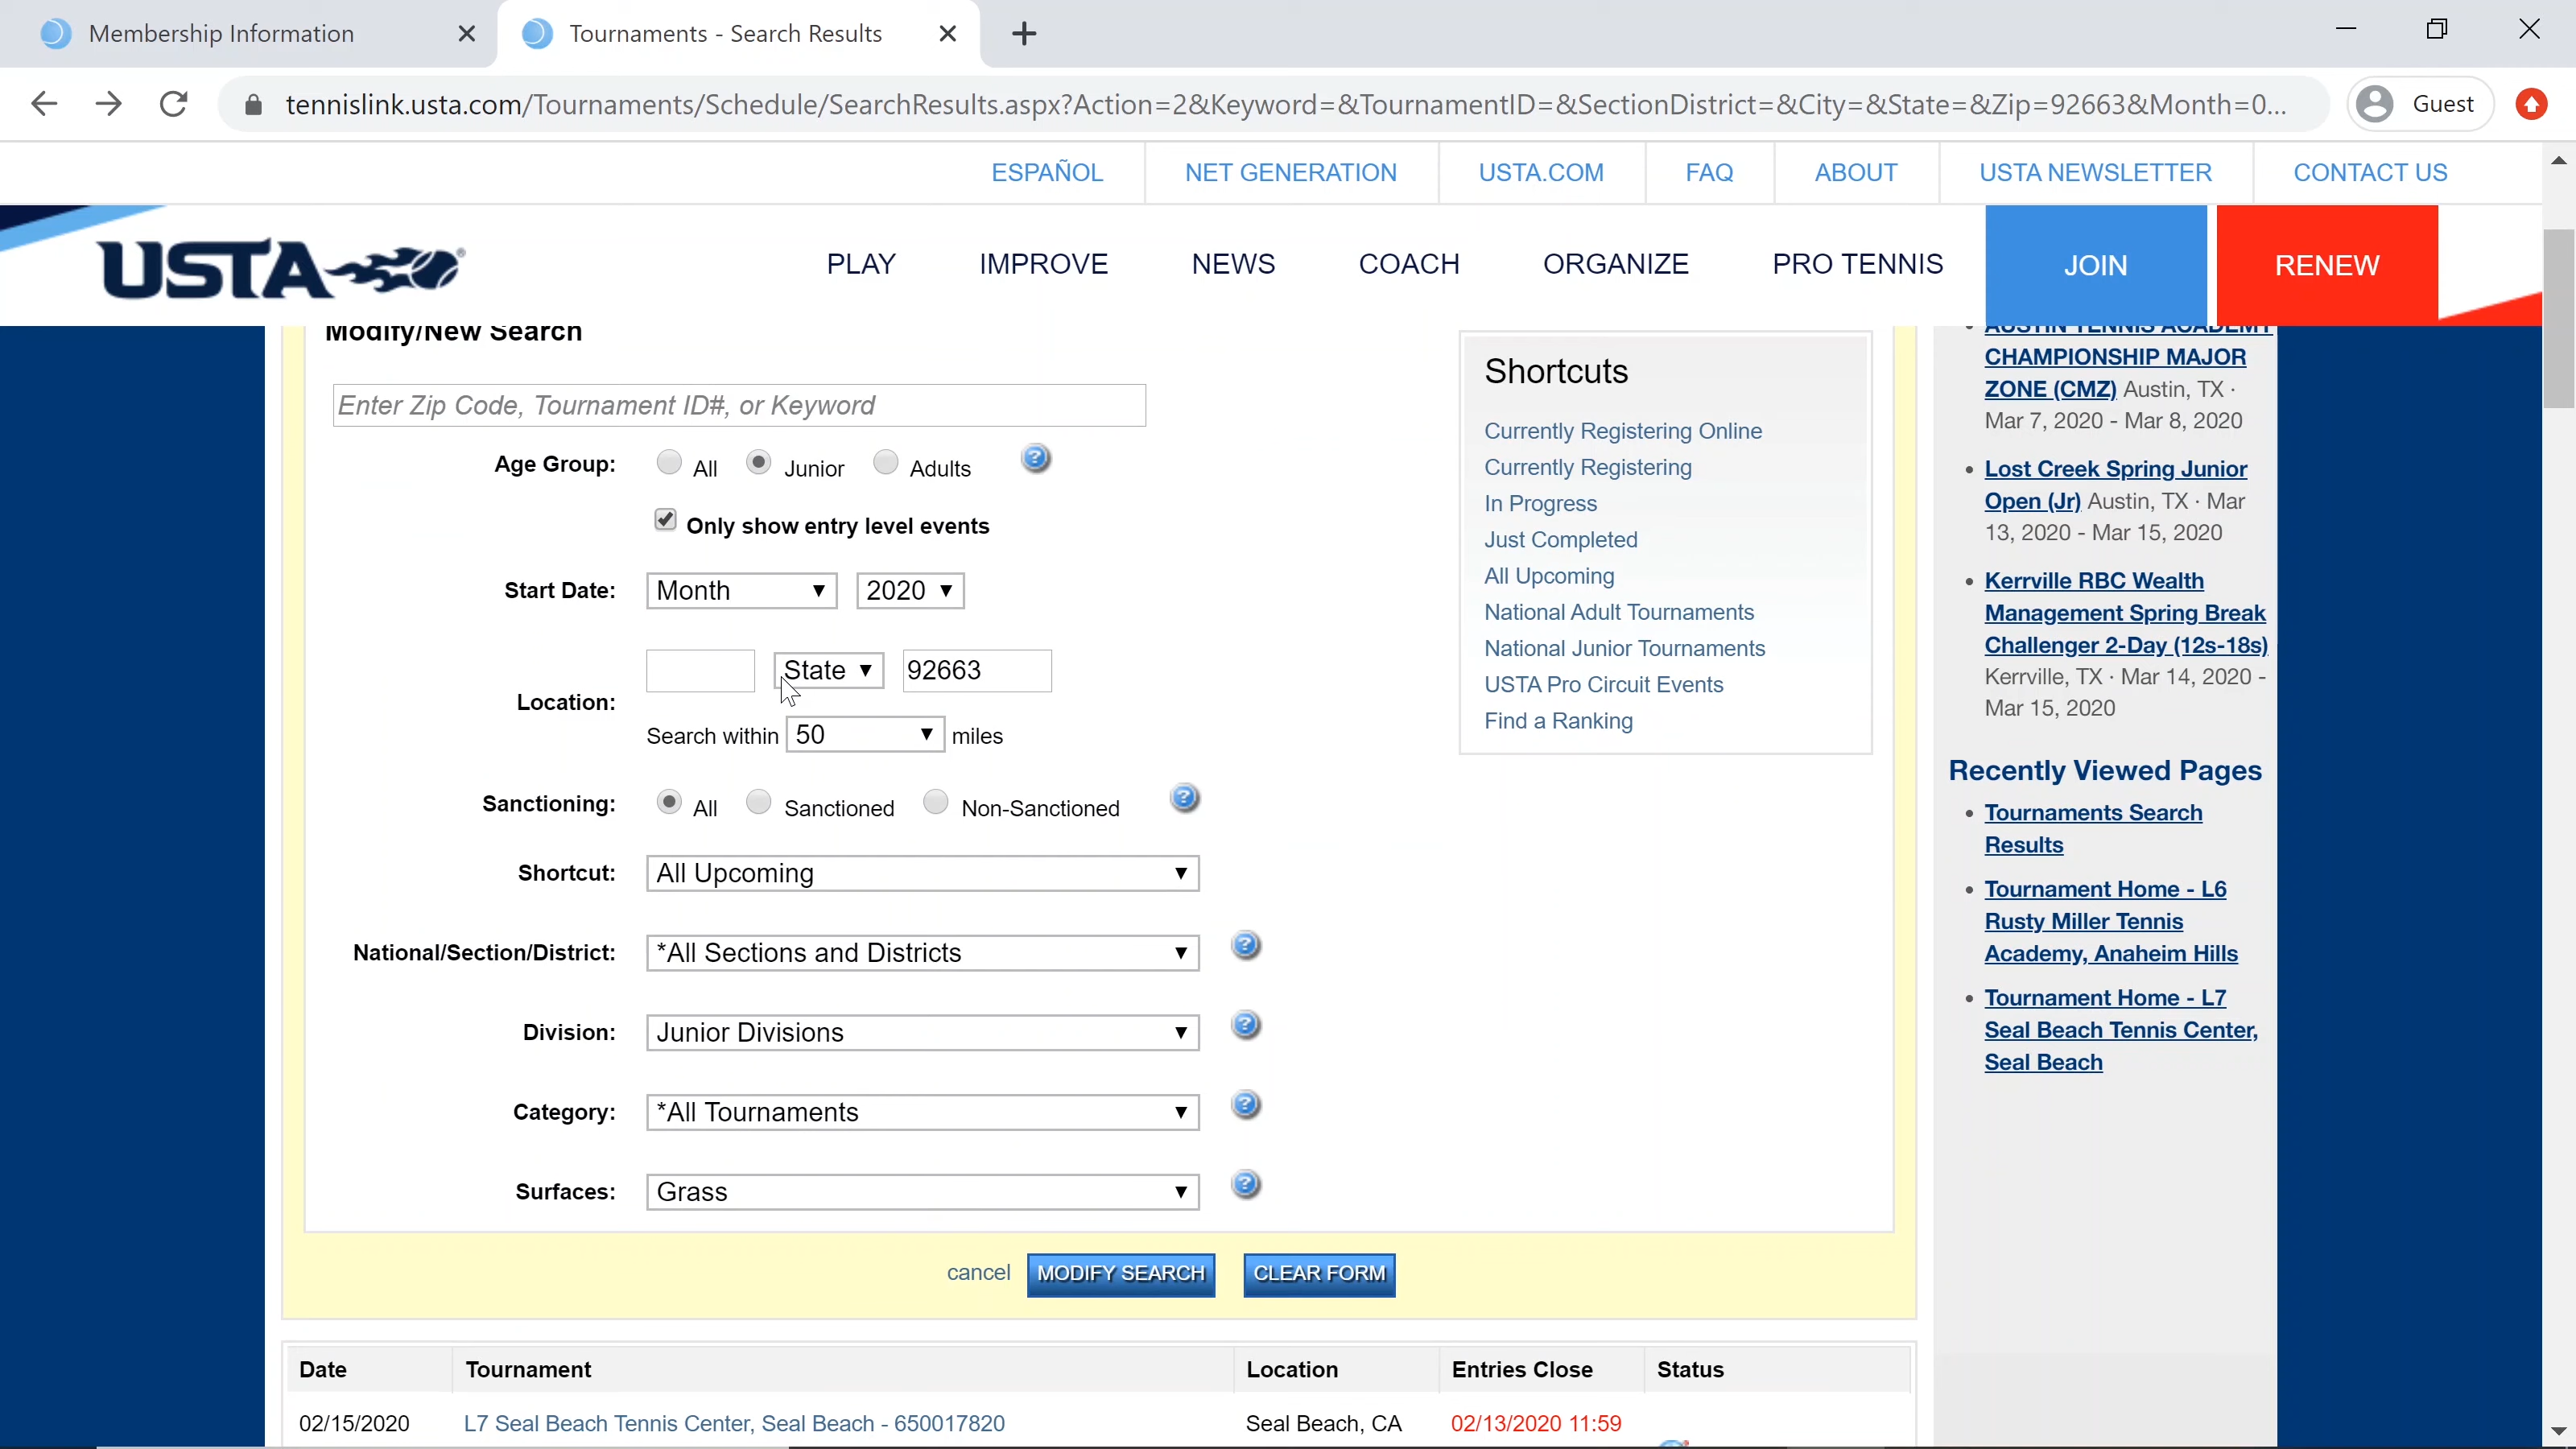 Membership Information
Tournaments - Search Results
tennislink.usta.com/Tournaments/Schedule/SearchResults.aspx?Action=2&Keyword=&TournamentID=&SectionDistrict=&City=&State=&Zip=92663&Month=0...
Guest
ESPAÑOL
NET GENERATION
USTA.COM
FAQ
ABOUT
USTA NEWSLETTER
CONTACT US
USTA
PLAY
IMPROVE
NEWS
COACH
ORGANIZE
PRO TENNIS
JOIN
RENEW
Modify/New Search
Enter Zip Code, Tournament ID#, or Keyword
Age Group: All Junior Adults
Only show entry level events
Start Date: Month 2020
Location: State 92663
Search within 50 miles
Sanctioning: All Sanctioned Non-Sanctioned
Shortcut: All Upcoming
National/Section/District: *All Sections and Districts
Division: Junior Divisions
Category: *All Tournaments
Surfaces: Grass
cancel
MODIFY SEARCH
CLEAR FORM
Shortcuts
Currently Registering Online
Currently Registering
In Progress
Just Completed
All Upcoming
National Adult Tournaments
National Junior Tournaments
USTA Pro Circuit Events
Find a Ranking
AUSTIN TENNIS ACADEMY
CHAMPIONSHIP MAJOR
ZONE (CMZ) Austin, TX ·
Mar 7, 2020 - Mar 8, 2020
Lost Creek Spring Junior
Open (Jr) Austin, TX · Mar
13, 2020 - Mar 15, 2020
Kerrville RBC Wealth
Management Spring Break
Challenger 2-Day (12s-18s)
Kerrville, TX · Mar 14, 2020 -
Mar 15, 2020
Recently Viewed Pages
Tournaments Search
Results
Tournament Home - L6
Rusty Miller Tennis
Academy, Anaheim Hills
Tournament Home - L7
Seal Beach Tennis Center,
Seal Beach
Date Tournament Location Entries Close Status
02/15/2020 L7 Seal Beach Tennis Center, Seal Beach - 650017820 Seal Beach, CA 02/13/2020 11:59